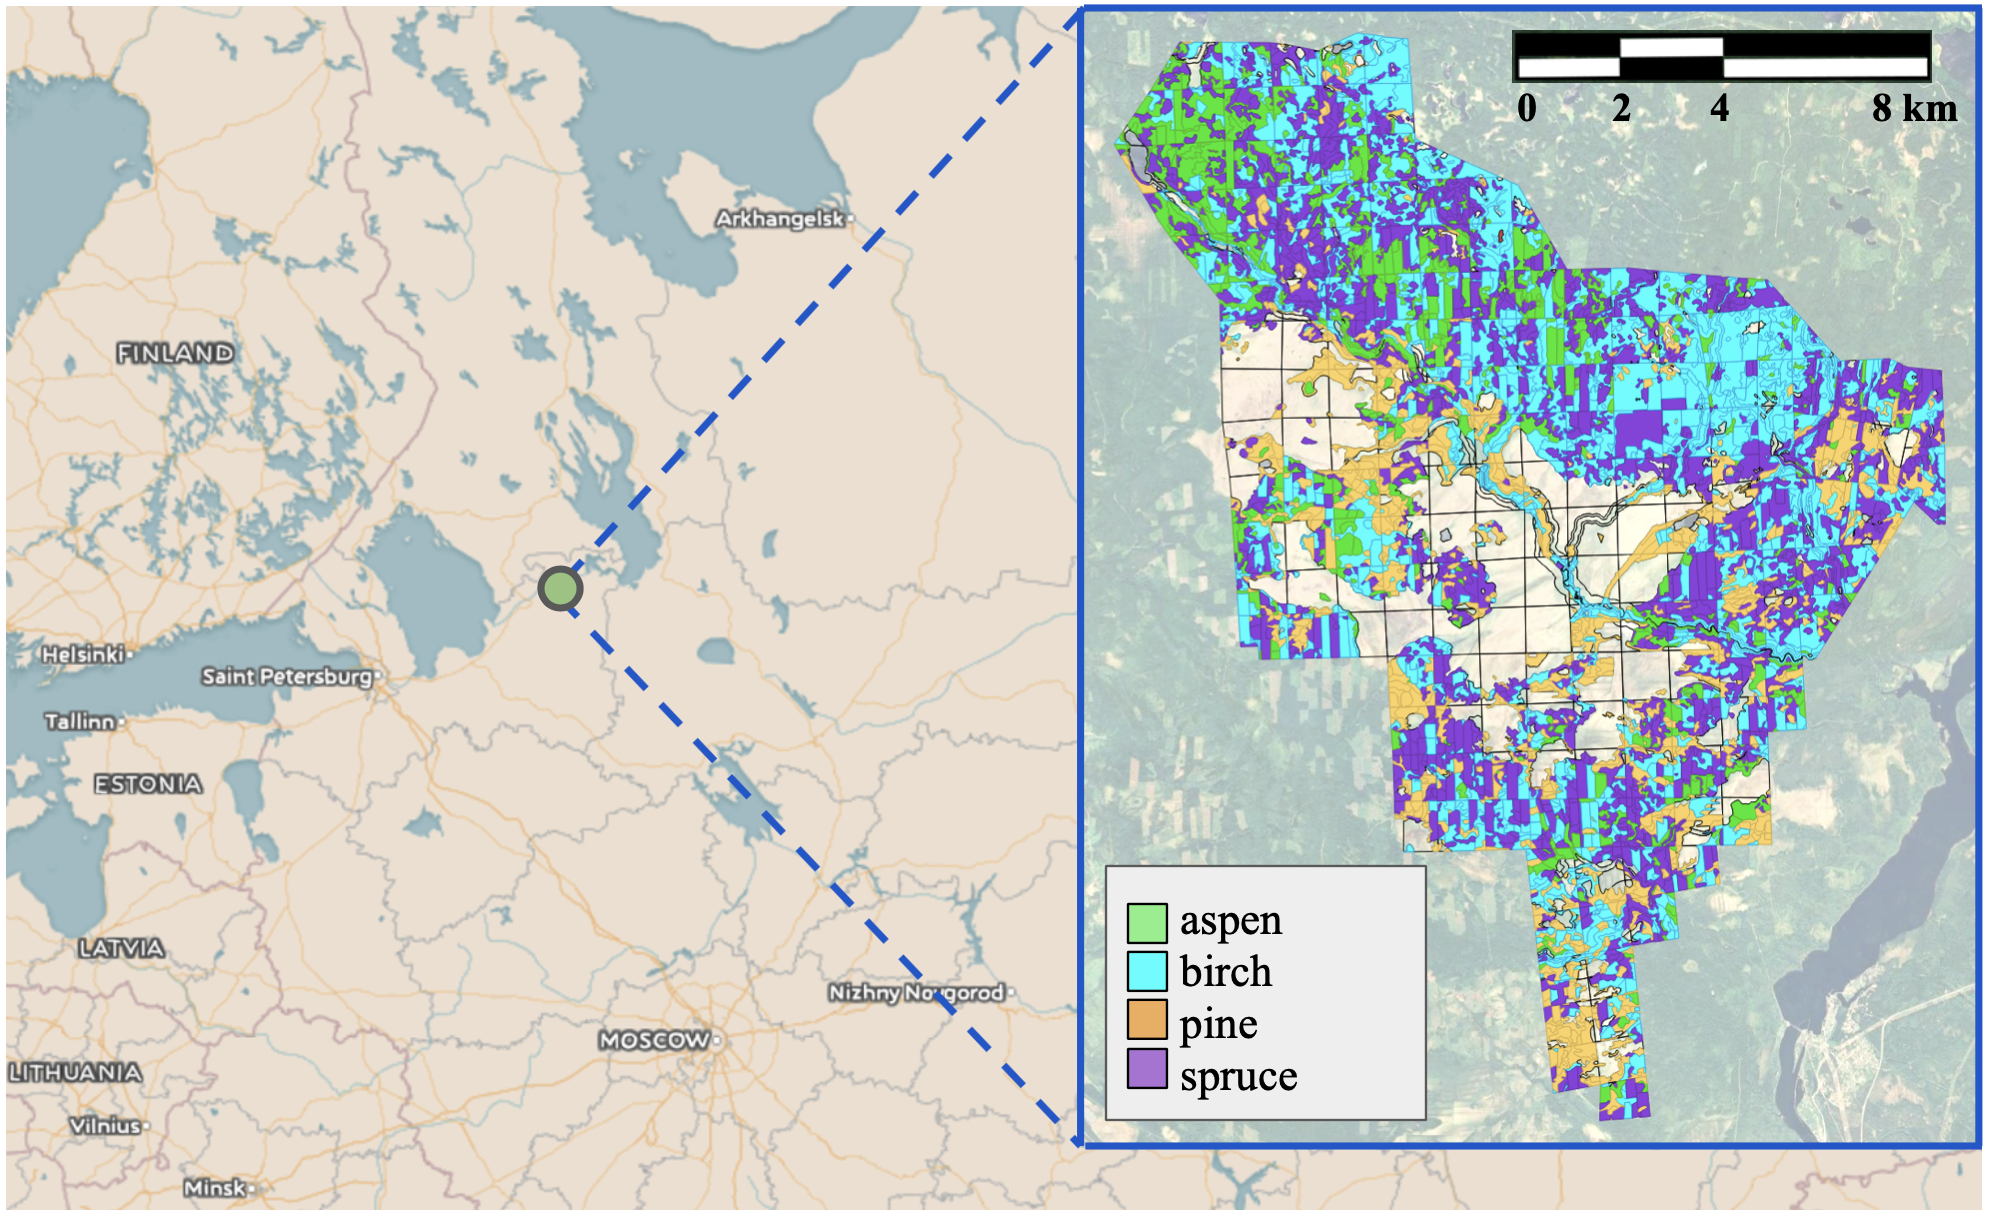 Arkhangelsk
FINLAND
Helsinki
Saint Petersburg
Tallinn
ESTONIA
LATVIA
Nizhny Novgorod
MOSCOW
LITHUANIA
Vilnius
Minsk
0 2 4 8 km
aspen
birch
pine
spruce